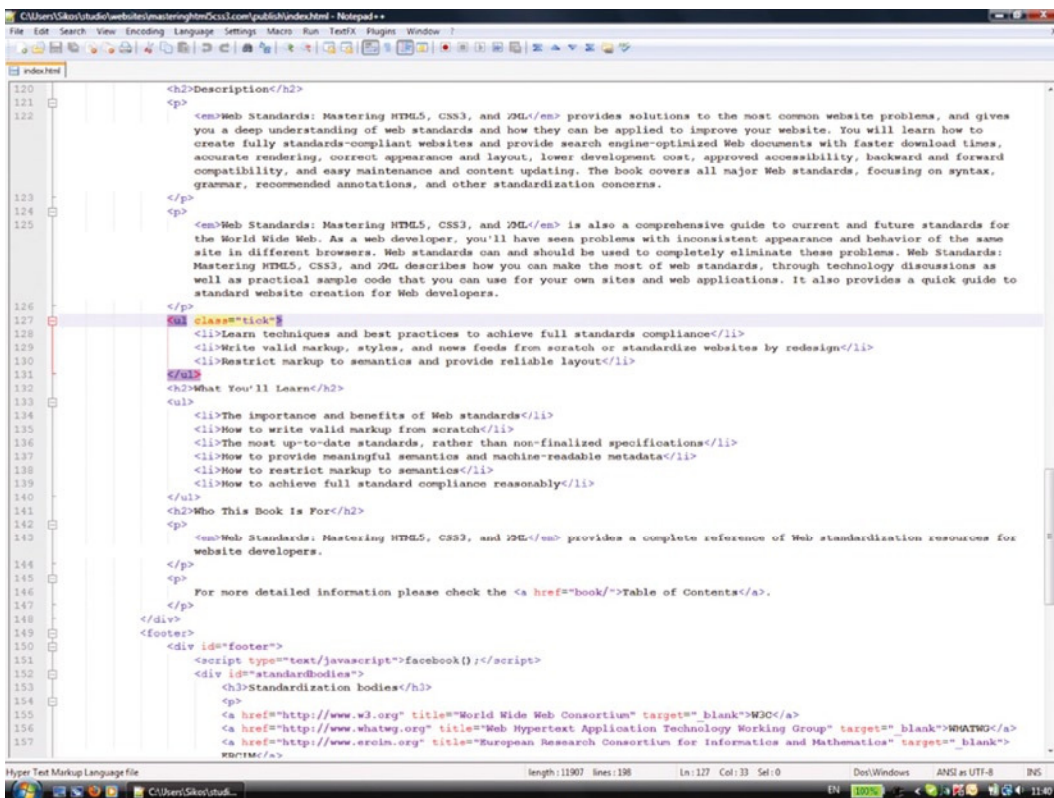 C:\Users\Sikos\studio\websites\masteringhtml5css3.com\publish\index.html - Notepad++
File Edit Search View Encoding Language Settings Macro Run TextFX Plugins Window ?
index.html
120 <h2>Description</h2>
121 <p>
122 <em>Web Standards: Mastering HTML5, CSS3, and XML</em> provides solutions to the most common website problems, and gives
you a deep understanding of web standards and how they can be applied to improve your website. You will learn how to
create fully standards-compliant websites and provide search engine-optimized Web documents with faster download times,
accurate rendering, correct appearance and layout, lower development cost, approved accessibility, backward and forward
compatibility, and easy maintenance and content updating. The book covers all major Web standards, focusing on syntax,
grammar, recommended annotations, and other standardization concerns.
123 </p>
124 <p>
125 <em>Web Standards: Mastering HTML5, CSS3, and XML</em> is also a comprehensive guide to current and future standards for
the World Wide Web. As a web developer, you'll have seen problems with inconsistent appearance and behavior of the same
site in different browsers. Web standards can and should be used to completely eliminate these problems. Web Standards:
Mastering HTML5, CSS3, and XML describes how you can make the most of web standards, through technology discussions as
well as practical sample code that you can use for your own sites and web applications. It also provides a quick guide to
standard website creation for Web developers.
126 </p>
127 <ul class="tick">
128 <li>Learn techniques and best practices to achieve full standards compliance</li>
129 <li>Write valid markup, styles, and news feeds from scratch or standardize websites by redesign</li>
130 <li>Restrict markup to semantics and provide reliable layout</li>
131 </ul>
132 <h2>What You'll Learn</h2>
133 <ul>
134 <li>The importance and benefits of Web standards</li>
135 <li>How to write valid markup from scratch</li>
136 <li>The most up-to-date standards, rather than non-finalized specifications</li>
137 <li>How to provide meaningful semantics and machine-readable metadata</li>
138 <li>How to restrict markup to semantics</li>
139 <li>How to achieve full standard compliance reasonably</li>
140 </ul>
141 <h2>Who This Book Is For</h2>
142 <p>
143 <em>Web Standards: Mastering HTML5, CSS3, and XML</em> provides a complete reference of Web standardization resources for
website developers.
144 </p>
145 <p>
146 For more detailed information please check the <a href="book/">Table of Contents</a>.
147 </p>
148 </div>
149 <footer>
150 <div id="footer">
151 <script type="text/javascript">facebook();</script>
152 <div id="standardbodies">
153 <h3>Standardization bodies</h3>
154 <p>
155 <a href="http://www.w3.org" title="World Wide Web Consortium" target="_blank">W3C</a>
156 <a href="http://www.whatwg.org" title="Web Hypertext Application Technology Working Group" target="_blank">WHATWG</a>
157 <a href="http://www.ercim.org" title="European Research Consortium for Informatics and Mathematics" target="_blank">
ERCIM</a>
Hyper Text Markup Language file length : 11907 lines : 198 Ln : 127 Col : 33 Sel : 0 Dos\Windows ANSI as UTF-8 INS
C:\Users\Sikos\studi... EN 100% 11:40